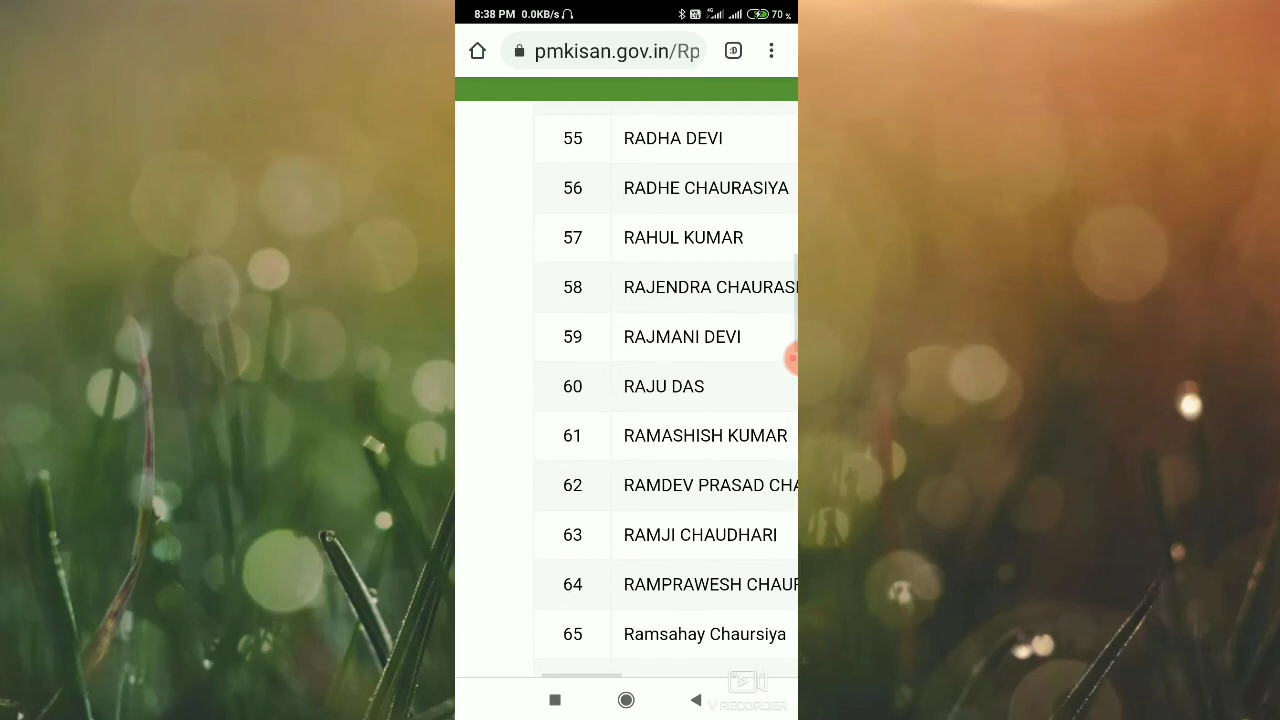 8:38 PM 0.0KB/s 4G 70 %
pmkisan.gov.in/Rp
:D
55 RADHA DEVI
56 RADHE CHAURASIYA
57 RAHUL KUMAR
58 RAJENDRA CHAURASI
59 RAJMANI DEVI
60 RAJU DAS
61 RAMASHISH KUMAR
62 RAMDEV PRASAD CHA
63 RAMJI CHAUDHARI
64 RAMPRAWESH CHAUR
65 Ramsahay Chaursiya
V RECORDER